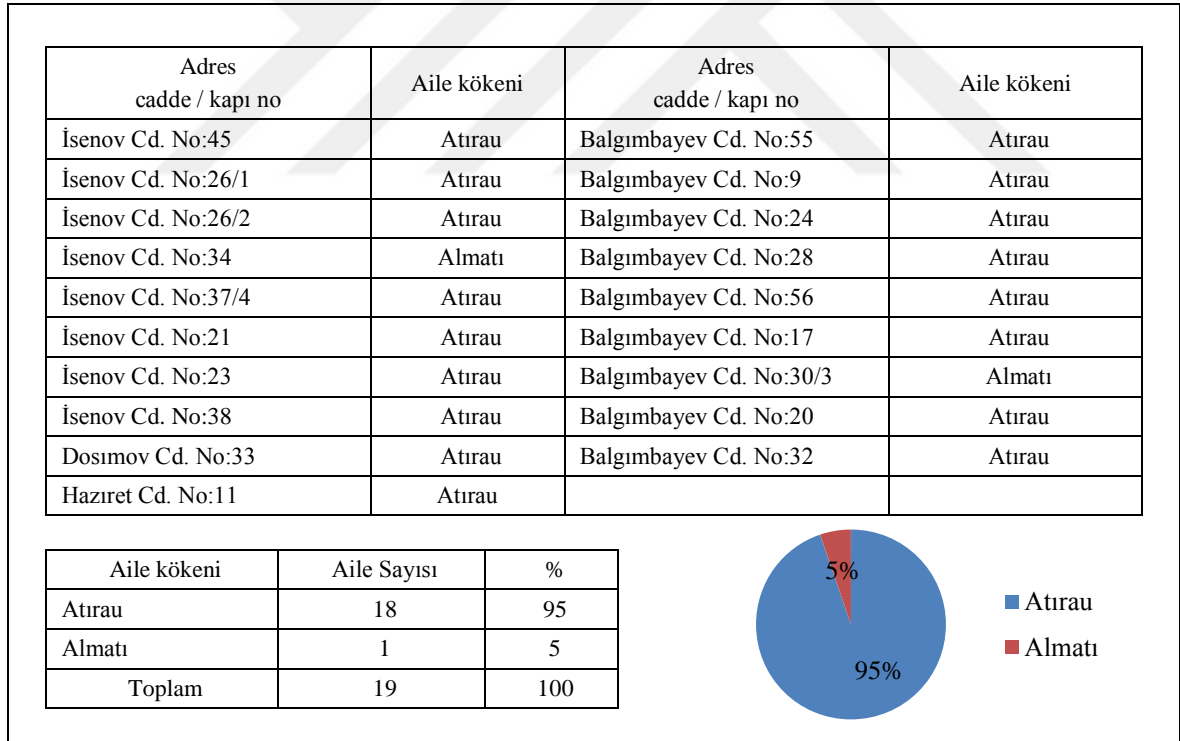 Adres
cadde / kapı no
Aile kökeni
Adres
cadde / kapı no
Aile kökeni
İsenov Cd. No:45 Atırau Balgımbayev Cd. No:55 Atırau
İsenov Cd. No:26/1 Atırau Balgımbayev Cd. No:9 Atırau
İsenov Cd. No:26/2 Atırau Balgımbayev Cd. No:24 Atırau
İsenov Cd. No:34 Almatı Balgımbayev Cd. No:28 Atırau
İsenov Cd. No:37/4 Atırau Balgımbayev Cd. No:56 Atırau
İsenov Cd. No:21 Atırau Balgımbayev Cd. No:17 Atırau
İsenov Cd. No:23 Atırau Balgımbayev Cd. No:30/3 Almatı
İsenov Cd. No:38 Atırau Balgımbayev Cd. No:20 Atırau
Dosımov Cd. No:33 Atırau Balgımbayev Cd. No:32 Atırau
Hazıret Cd. No:11 Atırau
Aile kökeni Aile Sayısı %
Atırau 18 95
Almatı 1 5
Toplam 19 100
5%
95%
Atırau
Almatı